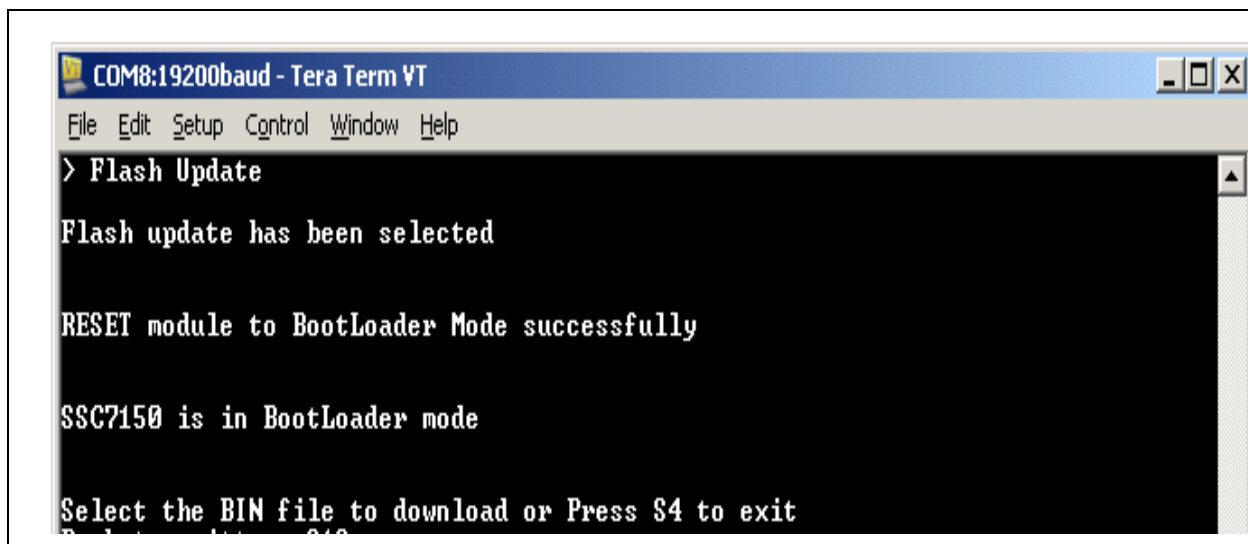 COM8:19200baud - Tera Term VT
File Edit Setup Control Window Help
> Flash Update
Flash update has been selected
RESET module to BootLoader Mode successfully
SSC7150 is in BootLoader mode
Select the BIN file to download or Press S4 to exit